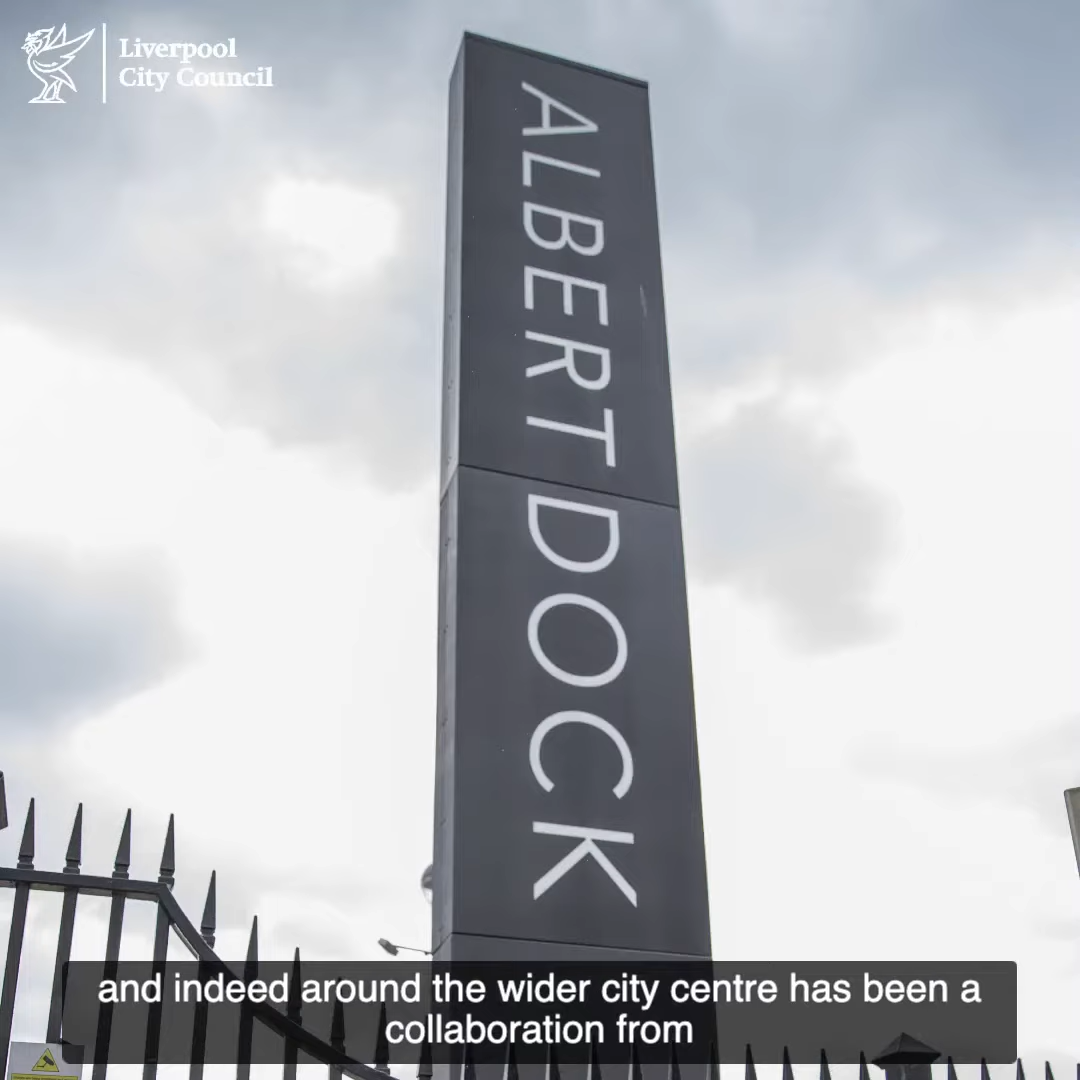 Liverpool
City Council
ALBERT DOCK
and indeed around the wider city centre has been a
collaboration from